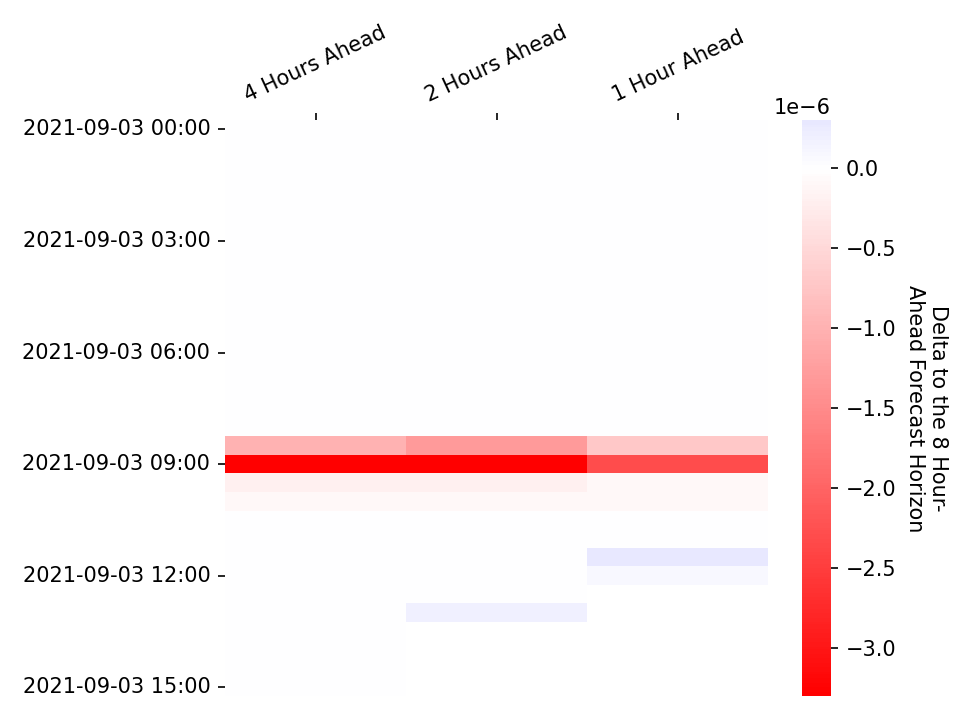 4 Hours Ahead
2 Hours Ahead
1 Hour Ahead
1e−6
2021-09-03 00:00
2021-09-03 03:00
2021-09-03 06:00
2021-09-03 09:00
2021-09-03 12:00
2021-09-03 15:00
0.0
−0.5
−1.0
−1.5
−2.0
−2.5
−3.0
Delta to the 8 Hour-
Ahead Forecast Horizon